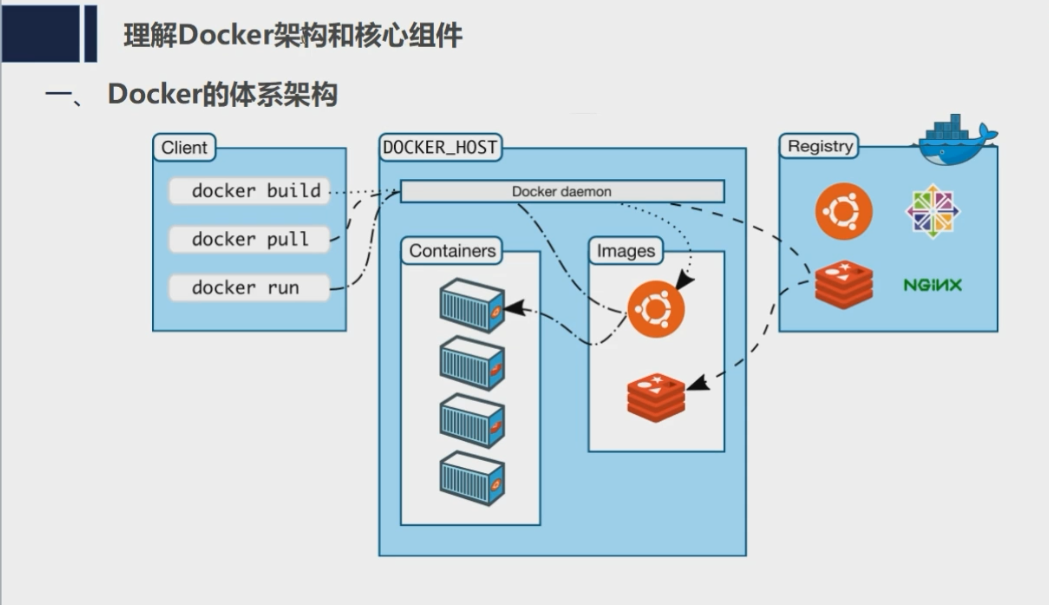 理解Docker架构和核心组件
一、 Docker的体系架构
Client
docker build
docker pull
docker run
DOCKER_HOST
Docker daemon
Containers
Images
Registry
NGINX